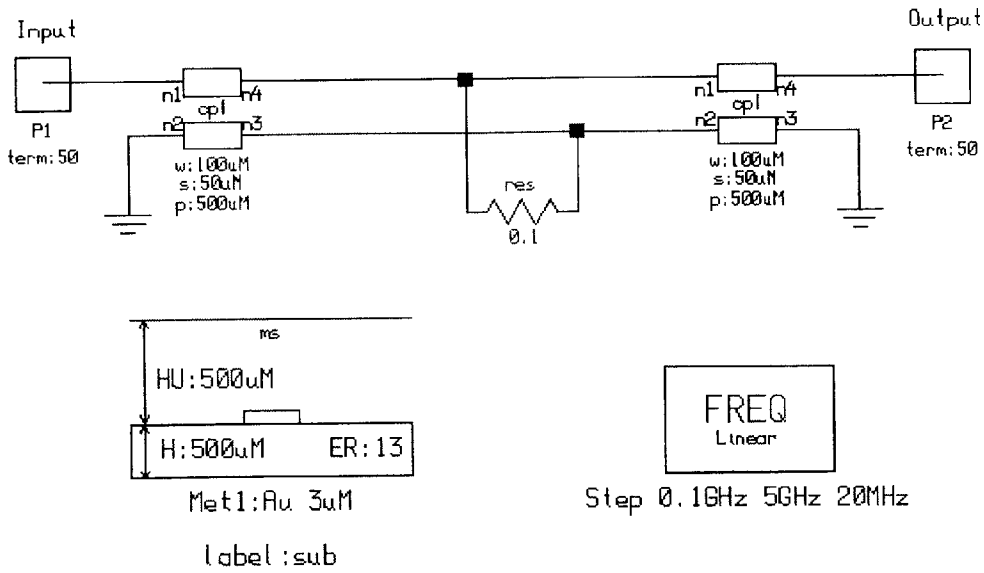 Input
Output
n1 n4
cpl
n2 n3
P1
term:50
w:100uM
s:50uM
p:500uM
res
0.1
n1 n4
cpl
n2 n3
w:100uM
s:50uM
p:500uM
P2
term:50
ms
HU:500uM
H:500uM ER:13
Met1:Au 3uM
label:sub
FREQ
Linear
Step 0.1GHz 5GHz 20MHz